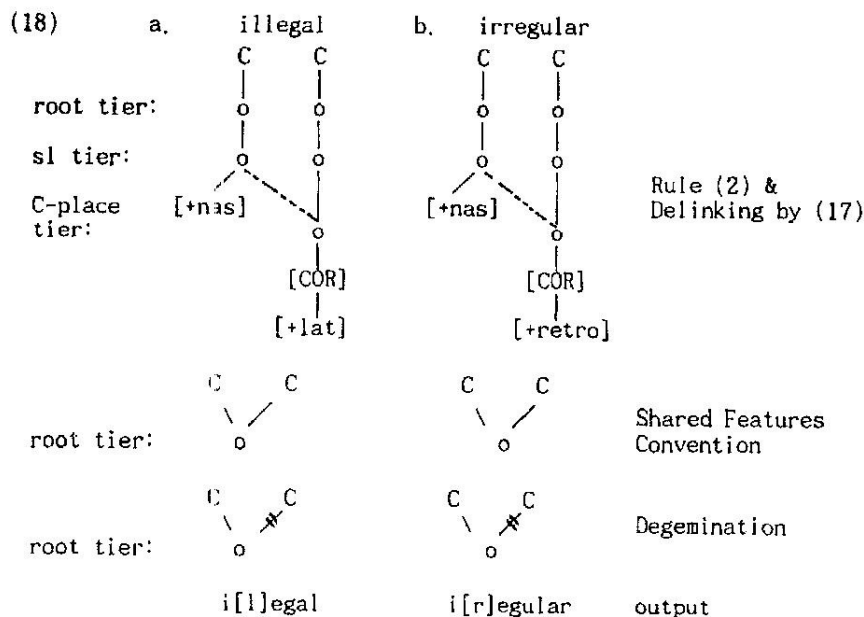 (18) a. illegal b. irregular
C C C C
root tier: o o o o
sl tier: o o o o
C-place [+nas] [+nas] Rule (2) &
tier: o o Delinking by (17)
[COR] [COR]
[+lat] [+retro]
C C C C
Shared Features
root tier: o o Convention
C C C C
Degemination
root tier: o o
i[l]egal i[r]egular output